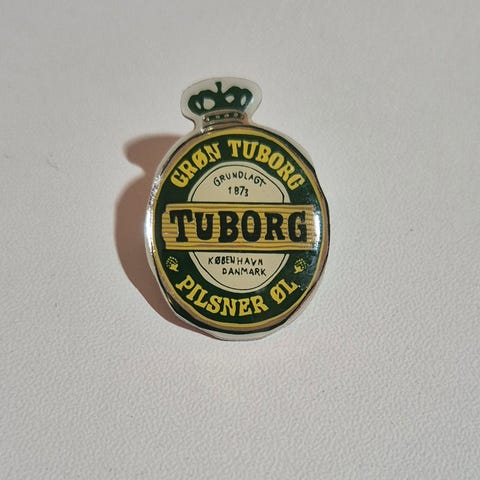 GRØN TUBORG
GRUNDLAGT
1873
TUBORG
KØBENHAVN
DANMARK
PILSNER ØL